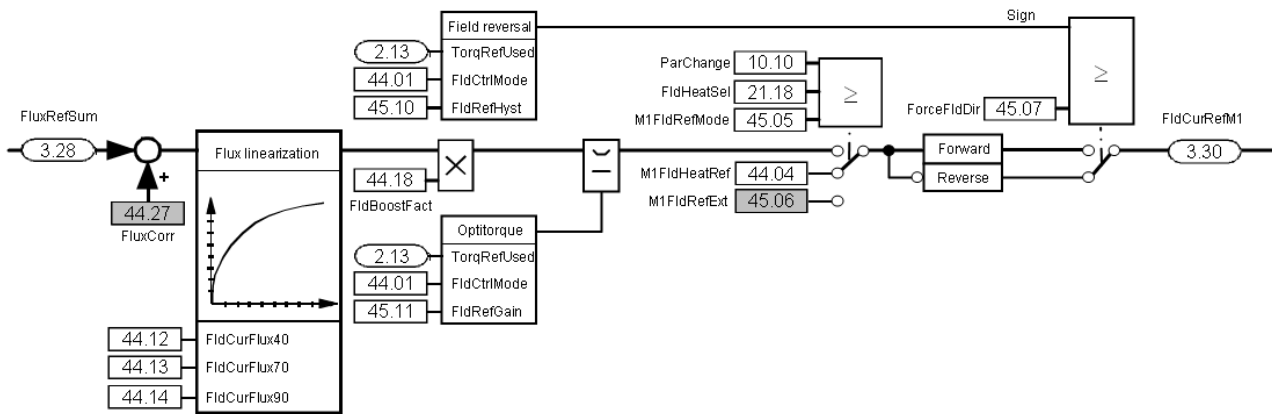 Field reversal
Sign
2.13 TorqRefUsed
44.01 FldCtrlMode
45.10 FldRefHyst
ParChange 10.10
FldHeatSel 21.18
M1FldRefMode 45.05
≥
≥
ForceFldDir 45.07
FluxRefSum
3.28
+
44.27
FluxCorr
Flux linearization
44.12 FldCurFlux40
44.13 FldCurFlux70
44.14 FldCurFlux90
44.18
FldBoostFact
Optitorque
2.13 TorqRefUsed
44.01 FldCtrlMode
45.11 FldRefGain
M1FldHeatRef 44.04
M1FldRefExt 45.06
Forward
Reverse
FldCurRefM1
3.30